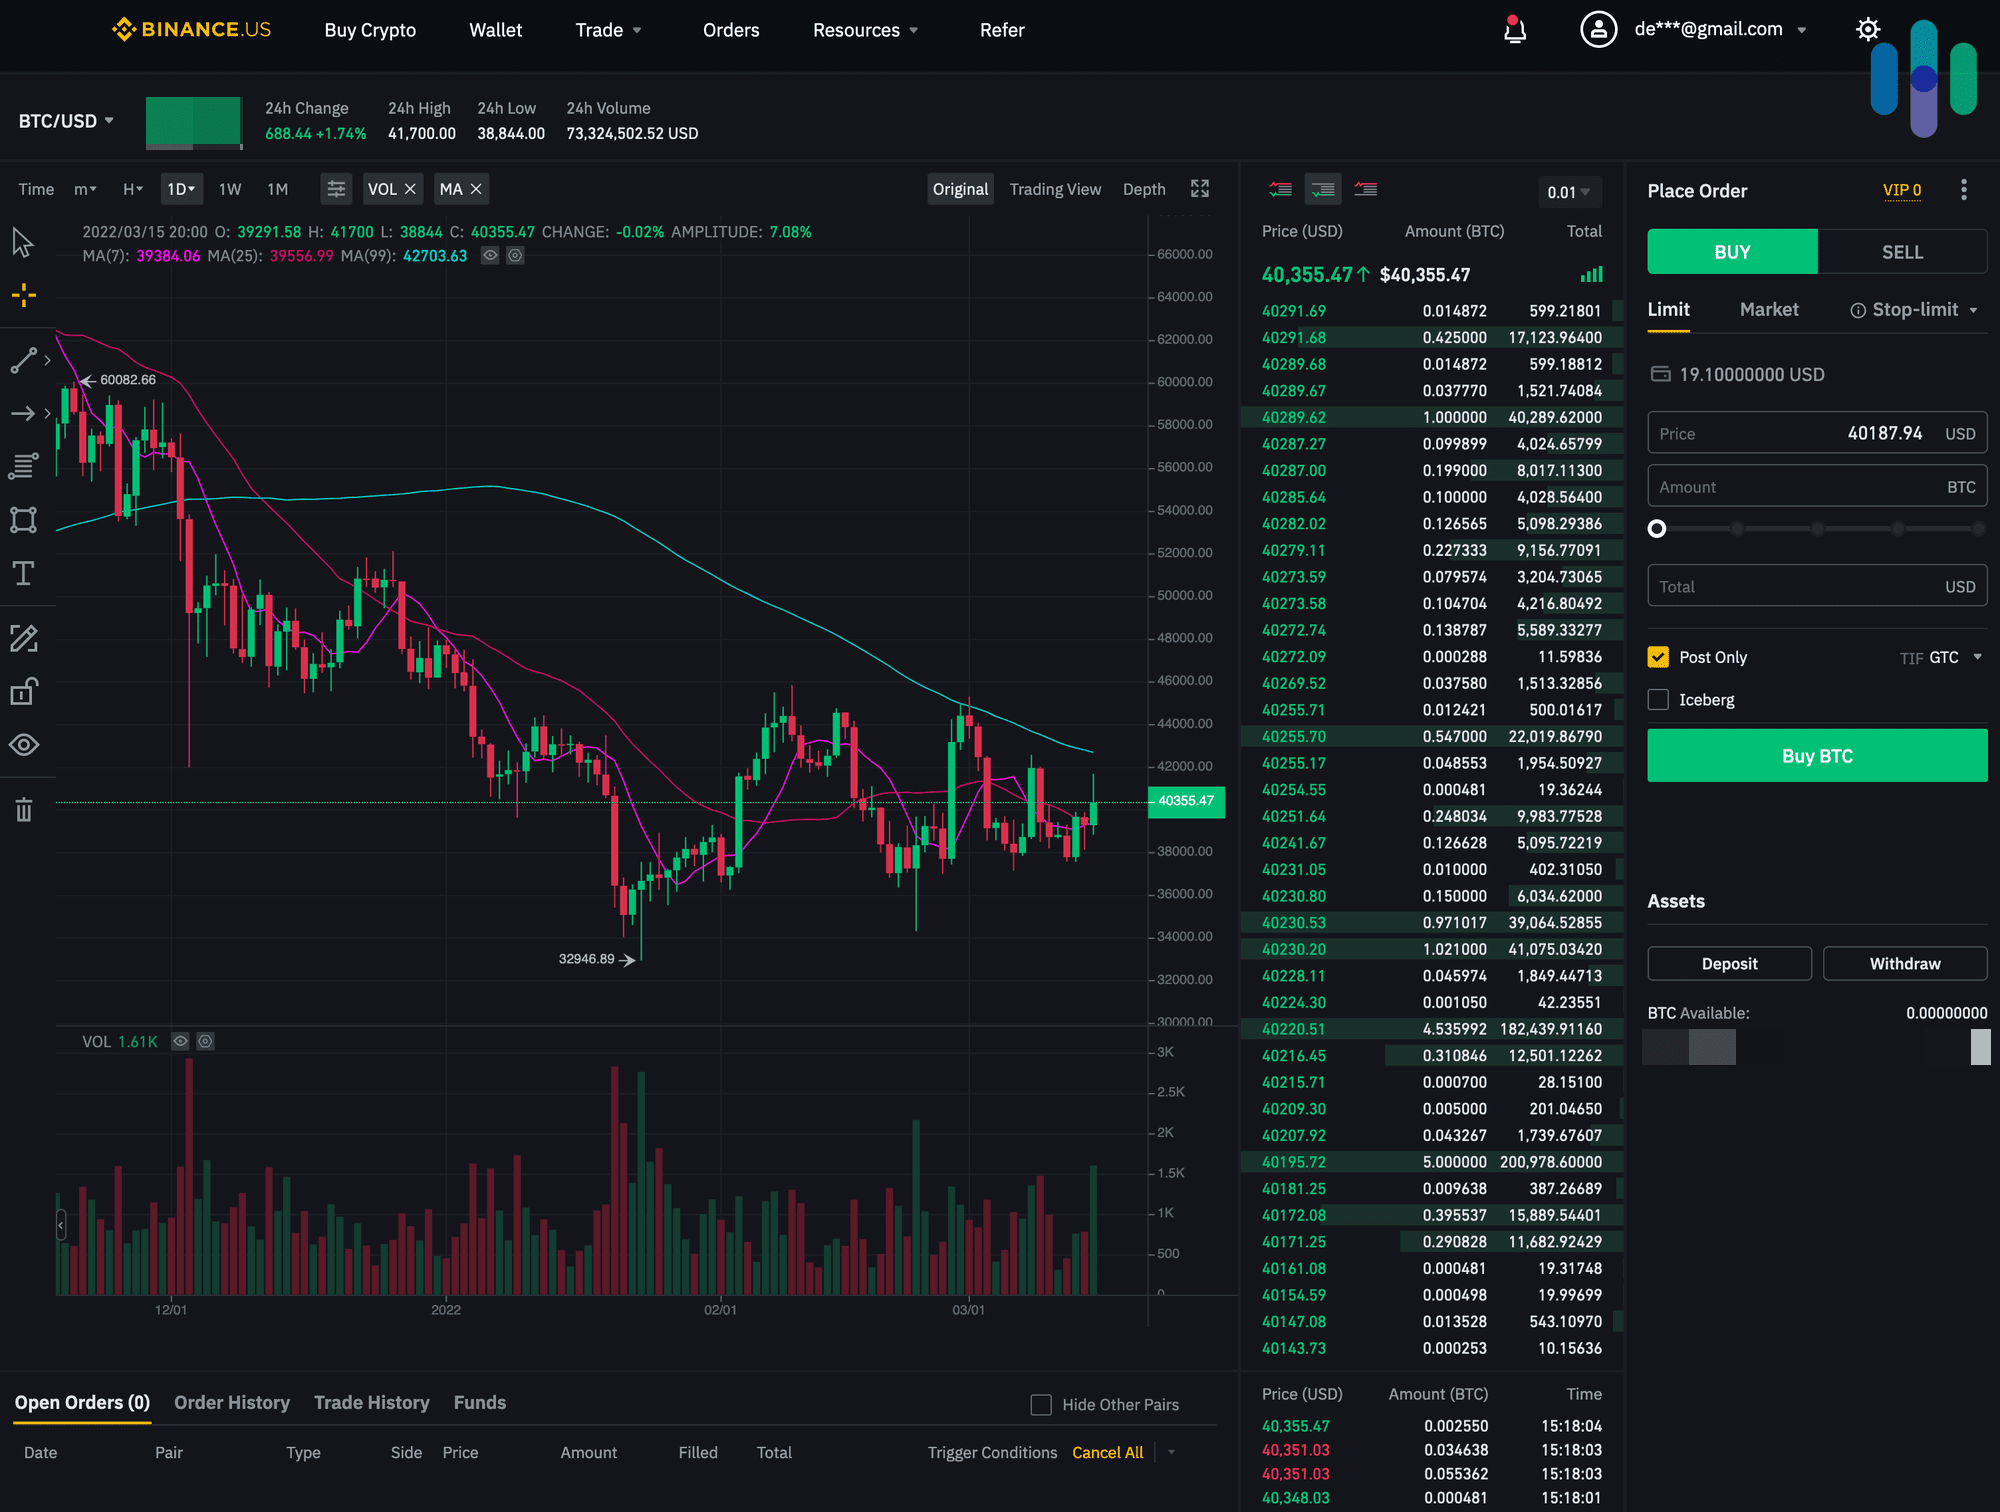 BINANCE.US Buy Crypto Wallet Trade Orders Resources Refer de***@gmail.com
BTC/USD
24h Change 24h High 24h Low 24h Volume
688.44 +1.74% 41,700.00 38,844.00 73,324,502.52 USD
Time m H 1D 1W 1M VOL MA Original Trading View Depth
2022/03/15 20:00 O: 39291.58 H: 41700 L: 38844 C: 40355.47 CHANGE: -0.02% AMPLITUDE: 7.08%
MA(7): 39384.06 MA(25): 39556.99 MA(99): 42703.63
66000.00
64000.00
62000.00
60082.66
60000.00
58000.00
56000.00
54000.00
52000.00
50000.00
48000.00
46000.00
44000.00
42000.00
40355.47
38000.00
36000.00
34000.00
32946.89
32000.00
30000.00
VOL 1.61K
3K
2.5K
2K
1.5K
1K
500
0
12/01 2022 02/01 03/01
0.01
Price (USD) Amount (BTC) Total
40,355.47 $40,355.47
40291.69 0.014872 599.21801
40291.68 0.425000 17,123.96400
40289.68 0.014872 599.18812
40289.67 0.037770 1,521.74084
40289.62 1.000000 40,289.62000
40287.27 0.099899 4,024.65799
40287.00 0.199000 8,017.11300
40285.64 0.100000 4,028.56400
40282.02 0.126565 5,098.29386
40279.11 0.227333 9,156.77091
40273.59 0.079574 3,204.73065
40273.58 0.104704 4,216.80492
40272.74 0.138787 5,589.33277
40272.09 0.000288 11.59836
40269.52 0.037580 1,513.32856
40255.71 0.012421 500.01617
40255.70 0.547000 22,019.86790
40255.17 0.048553 1,954.50927
40254.55 0.000481 19.36244
40251.64 0.248034 9,983.77528
40241.67 0.126628 5,095.72219
40231.05 0.010000 402.31050
40230.80 0.150000 6,034.62000
40230.53 0.971017 39,064.52855
40230.20 1.021000 41,075.03420
40228.11 0.045974 1,849.44713
40224.30 0.001050 42.23551
40220.51 4.535992 182,439.91160
40216.45 0.310846 12,501.12262
40215.71 0.000700 28.15100
40209.30 0.005000 201.04650
40207.92 0.043267 1,739.67607
40195.72 5.000000 200,978.60000
40181.25 0.009638 387.26689
40172.08 0.395537 15,889.54401
40171.25 0.290828 11,682.92429
40161.08 0.000481 19.31748
40154.59 0.000498 19.99699
40147.08 0.013528 543.10970
40143.73 0.000253 10.15636
Price (USD) Amount (BTC) Time
40,355.47 0.002550 15:18:04
40,351.03 0.034638 15:18:03
40,351.03 0.055362 15:18:03
40,348.03 0.000481 15:18:01
Place Order VIP 0
BUY SELL
Limit Market Stop-limit
19.10000000 USD
Price 40187.94 USD
Amount BTC
Total USD
Post Only TIF GTC
Iceberg
Buy BTC
Assets
Deposit Withdraw
BTC Available: 0.00000000
Open Orders (0) Order History Trade History Funds Hide Other Pairs
Date Pair Type Side Price Amount Filled Total Trigger Conditions Cancel All